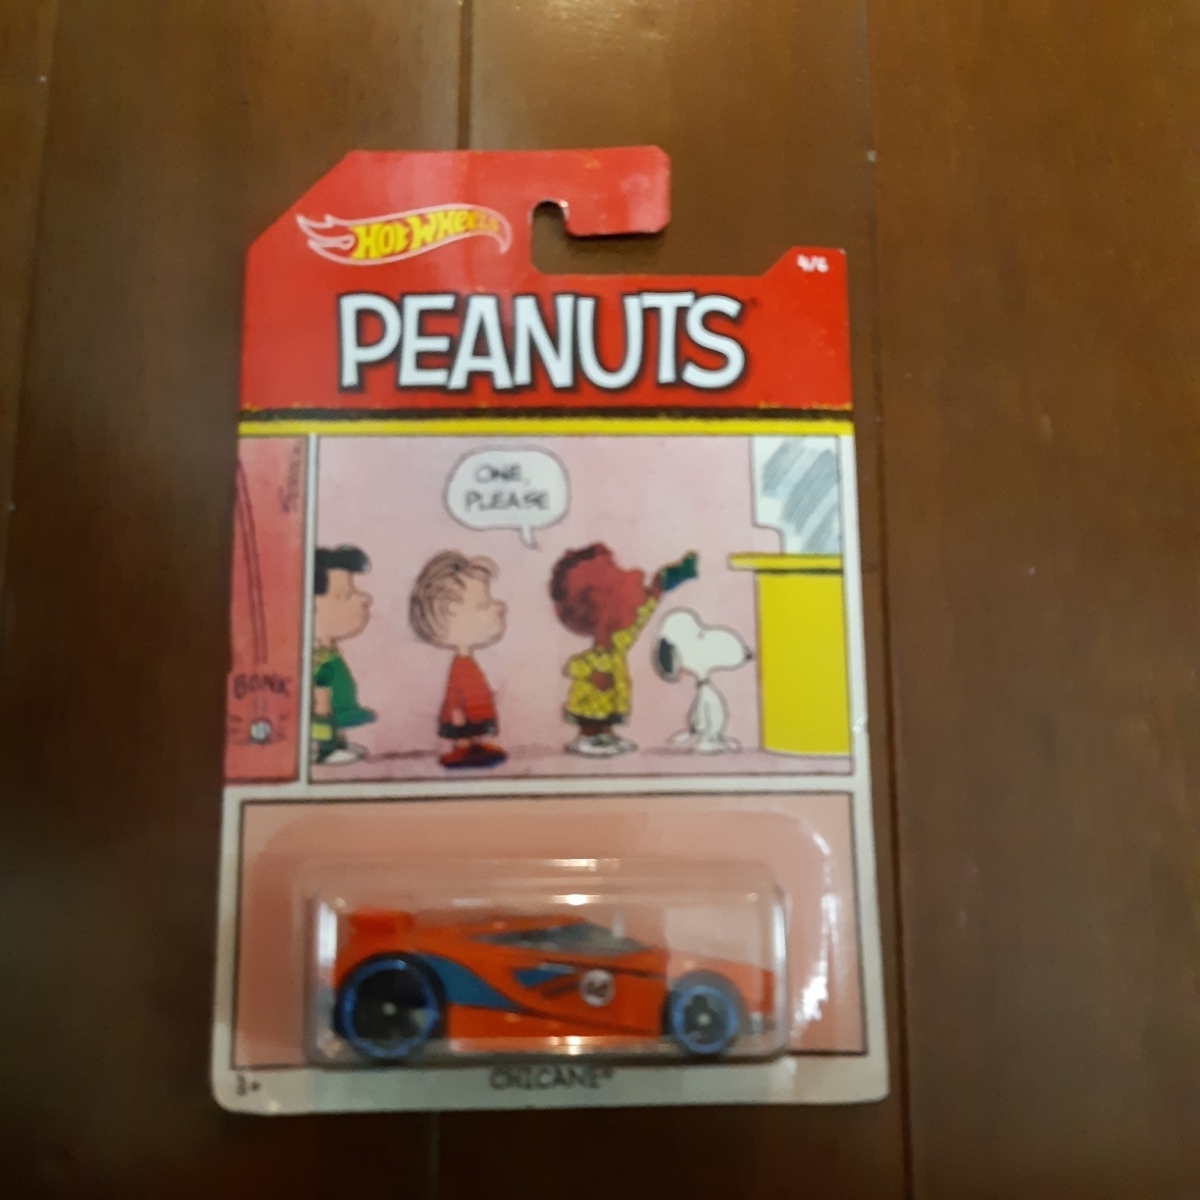 HOT WHEELS
4/6
PEANUTS
ONE,
PLEASE
BONK
CHICANE®
3+